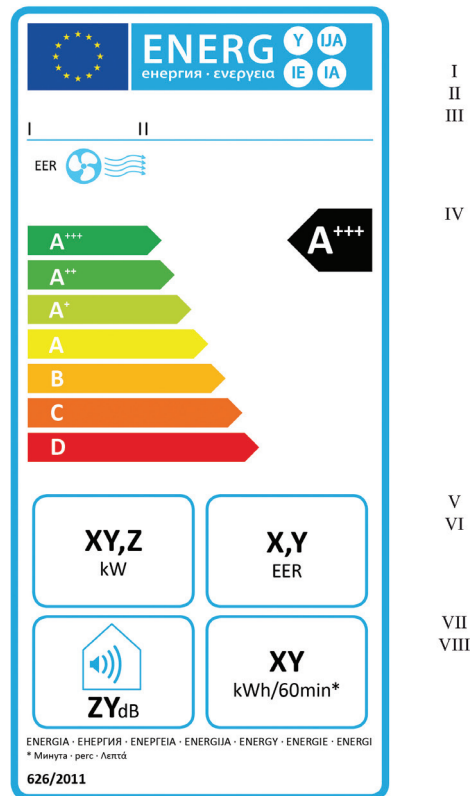 ENERG Y IJA
енергия · ενεργεια IE IA
I
II
III
I II
EER
IV
A+++
A+++
A++
A+
A
B
C
D
V
VI
XY,Z X,Y
kW EER
VII
VIII
XY
ZYdB kWh/60min*
ENERGIA · ЕНЕРГИЯ · ΕΝΕΡΓΕΙΑ · ENERGIJA · ENERGY · ENERGIE · ENERGI
* Минута · perc · Λεπτά
626/2011